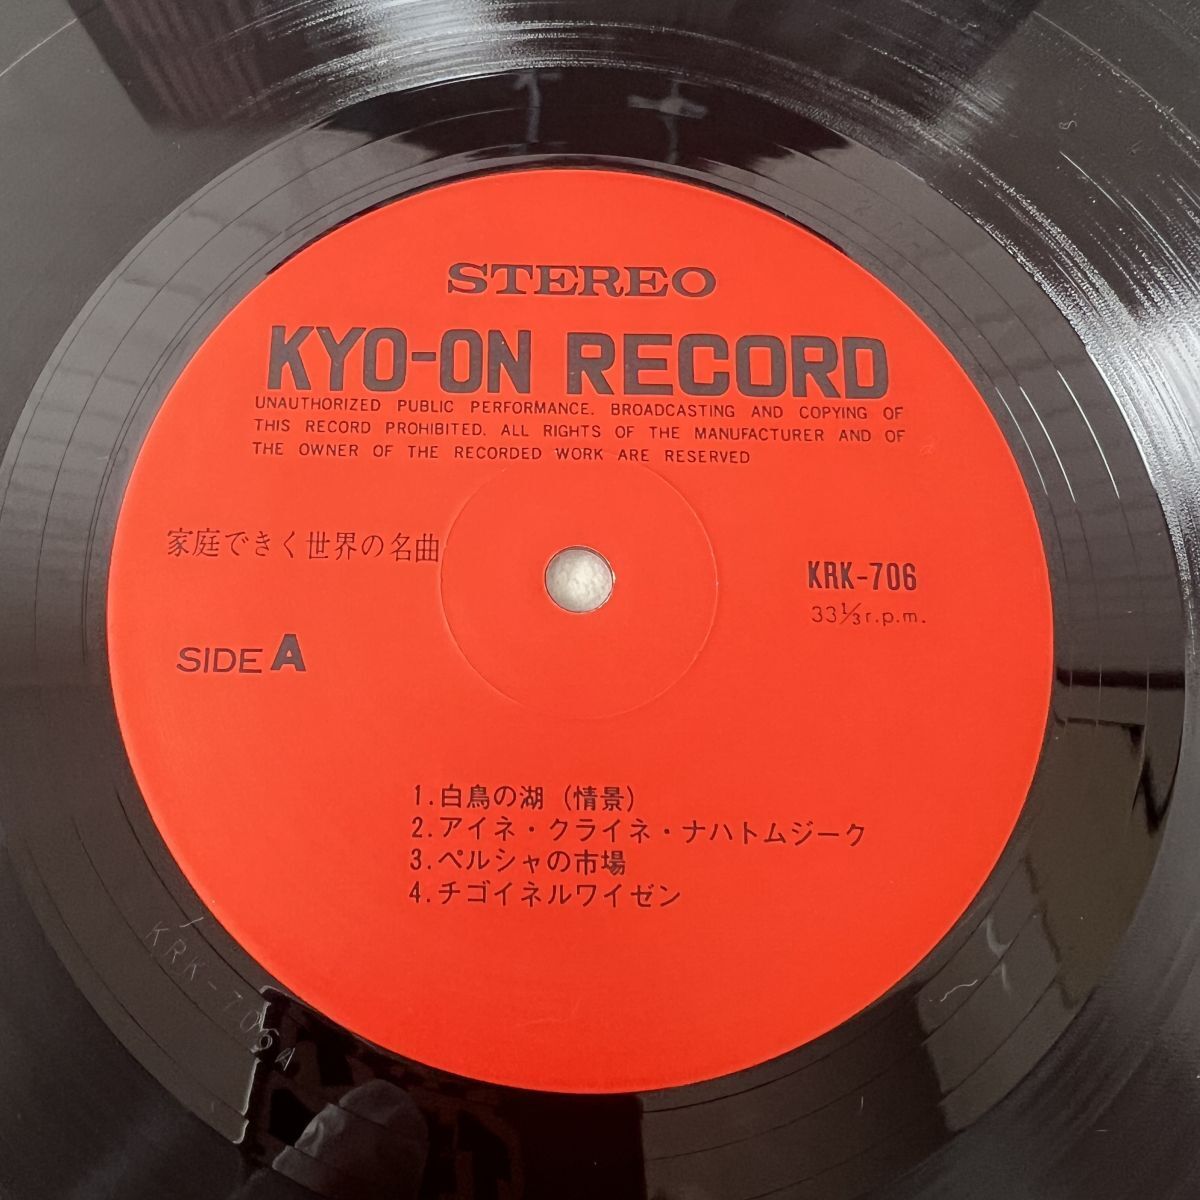 STEREO
KYO-ON RECORD
UNAUTHORIZED PUBLIC PERFORMANCE. BROADCASTING AND COPYING OF
THIS RECORD PROHIBITED. ALL RIGHTS OF THE MANUFACTURER AND OF
THE OWNER OF THE RECORDED WORK ARE RESERVED
家庭できく世界の名曲
KRK-706
33⅓r.p.m.
SIDE A
1.白鳥の湖 (情景)
2.アイネ・クライネ・ナハトムジーク
3.ペルシャの市場
4.チゴイネルワイゼン
KRK-706A